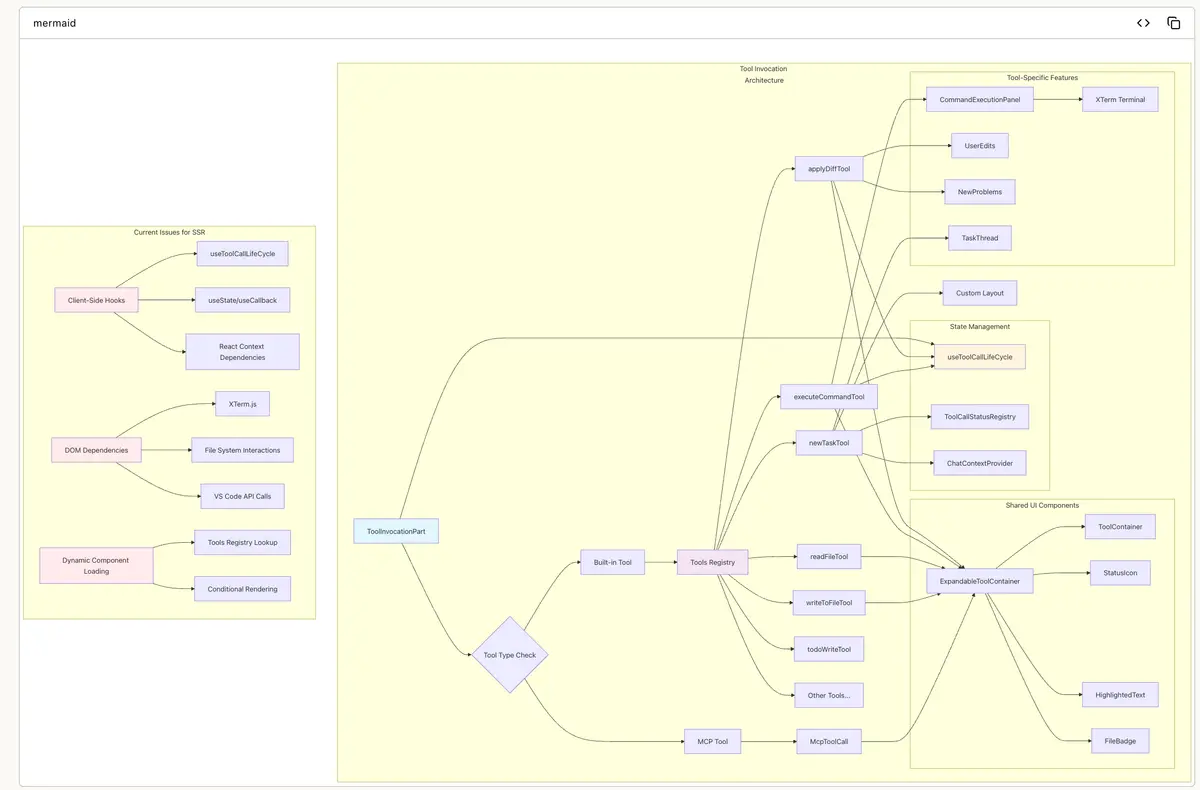 mermaid
Current Issues for SSR
Client-Side Hooks
useToolCallLifeCycle
useState/useCallback
React Context
Dependencies
DOM Dependencies
XTerm.js
File System Interactions
VS Code API Calls
Dynamic Component
Loading
Tools Registry Lookup
Conditional Rendering
Tool Invocation
Architecture
ToolInvocationPart
Tool Type Check
Built-in Tool
MCP Tool
Tools Registry
applyDiffTool
executeCommandTool
newTaskTool
readFileTool
writeToFileTool
todoWriteTool
Other Tools...
McpToolCall
Tool-Specific Features
CommandExecutionPanel
XTerm Terminal
UserEdits
NewProblems
TaskThread
Custom Layout
State Management
useToolCallLifeCycle
ToolCallStatusRegistry
ChatContextProvider
Shared UI Components
ExpandableToolContainer
ToolContainer
StatusIcon
HighlightedText
FileBadge